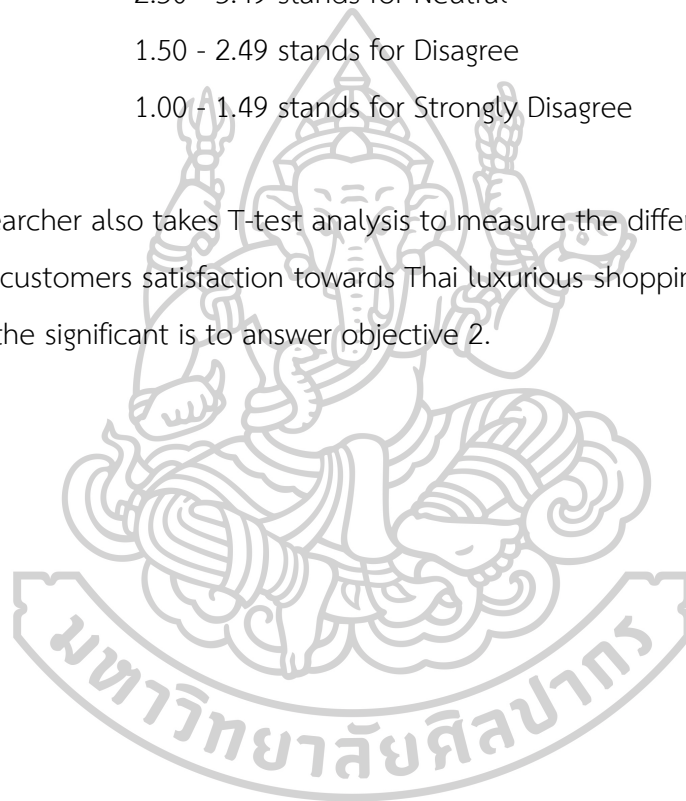 2.50 - 3.49 stands for Neutral
1.50 - 2.49 stands for Disagree
1.00 - 1.49 stands for Strongly Disagree
earcher also takes T-test analysis to measure the differ
customers satisfaction towards Thai luxurious shoppin
the significant is to answer objective 2.
มหาวิทยาลัยศิลปากร